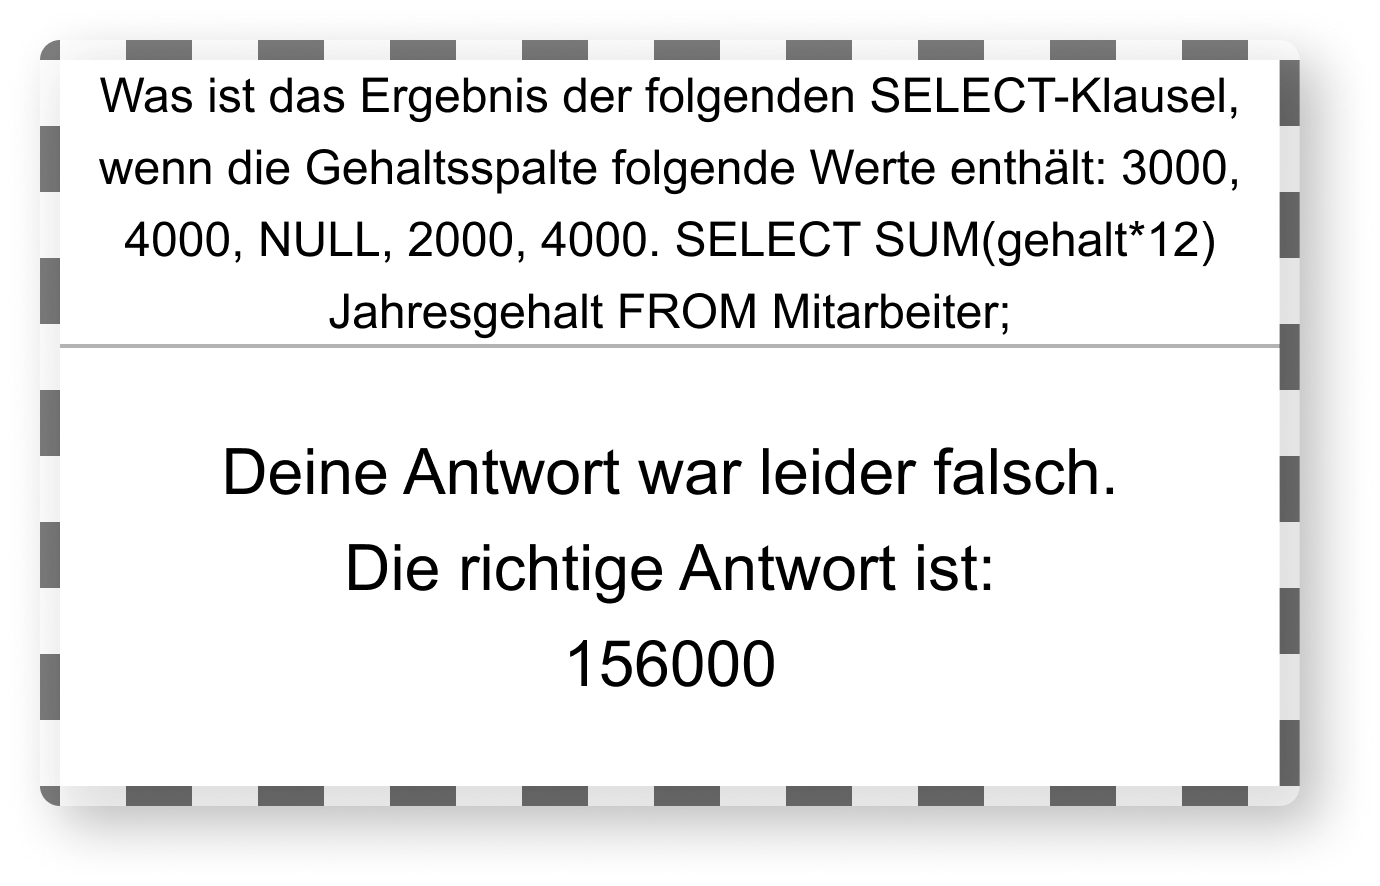 Was ist das Ergebnis der folgenden SELECT-Klausel,
wenn die Gehaltsspalte folgende Werte enthält: 3000,
4000, NULL, 2000, 4000. SELECT SUM(gehalt*12)
Jahresgehalt FROM Mitarbeiter;
Deine Antwort war leider falsch.
Die richtige Antwort ist:
156000